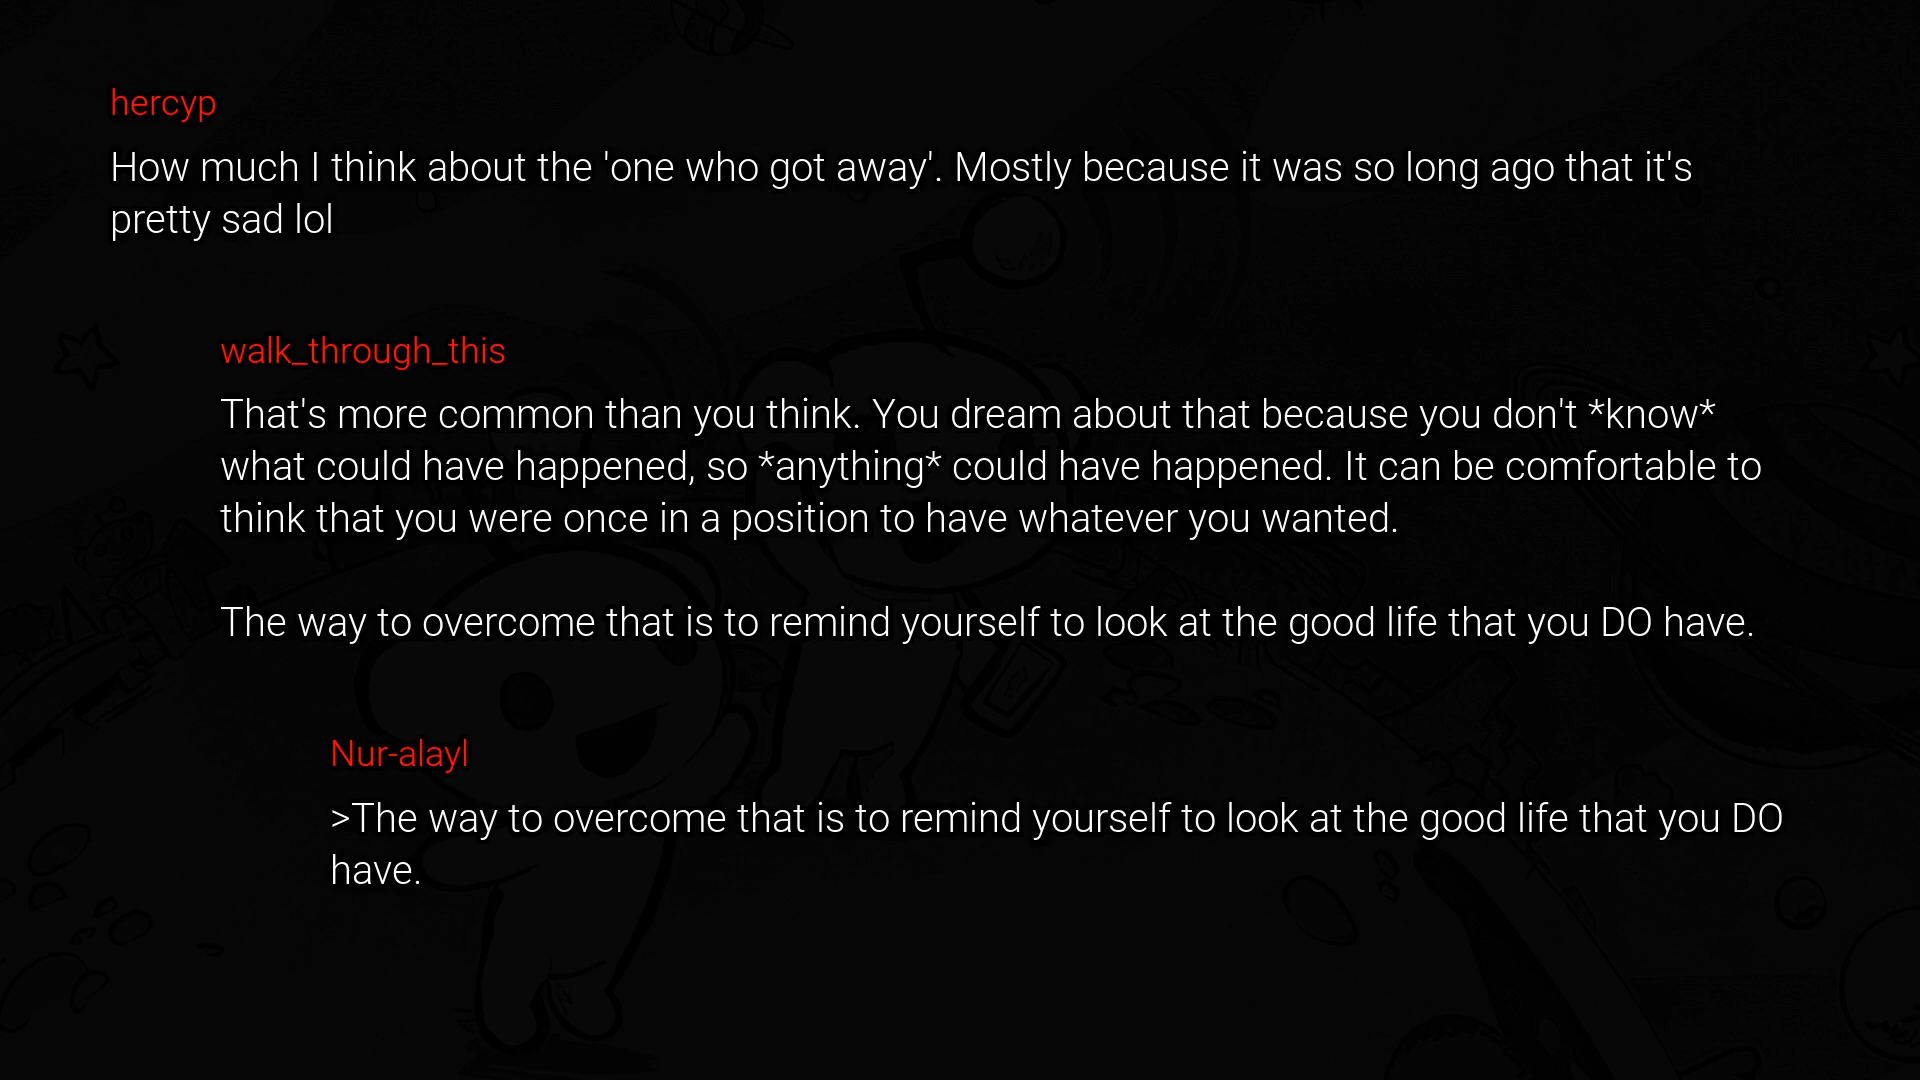 hercyp
How much I think about the 'one who got away'. Mostly because it was so long ago that it's
pretty sad lol
walk_through_this
That's more common than you think. You dream about that because you don't *know*
what could have happened, so *anything* could have happened. It can be comfortable to
think that you were once in a position to have whatever you wanted.
The way to overcome that is to remind yourself to look at the good life that you DO have.
Nur-alayl
>The way to overcome that is to remind yourself to look at the good life that you DO
have.